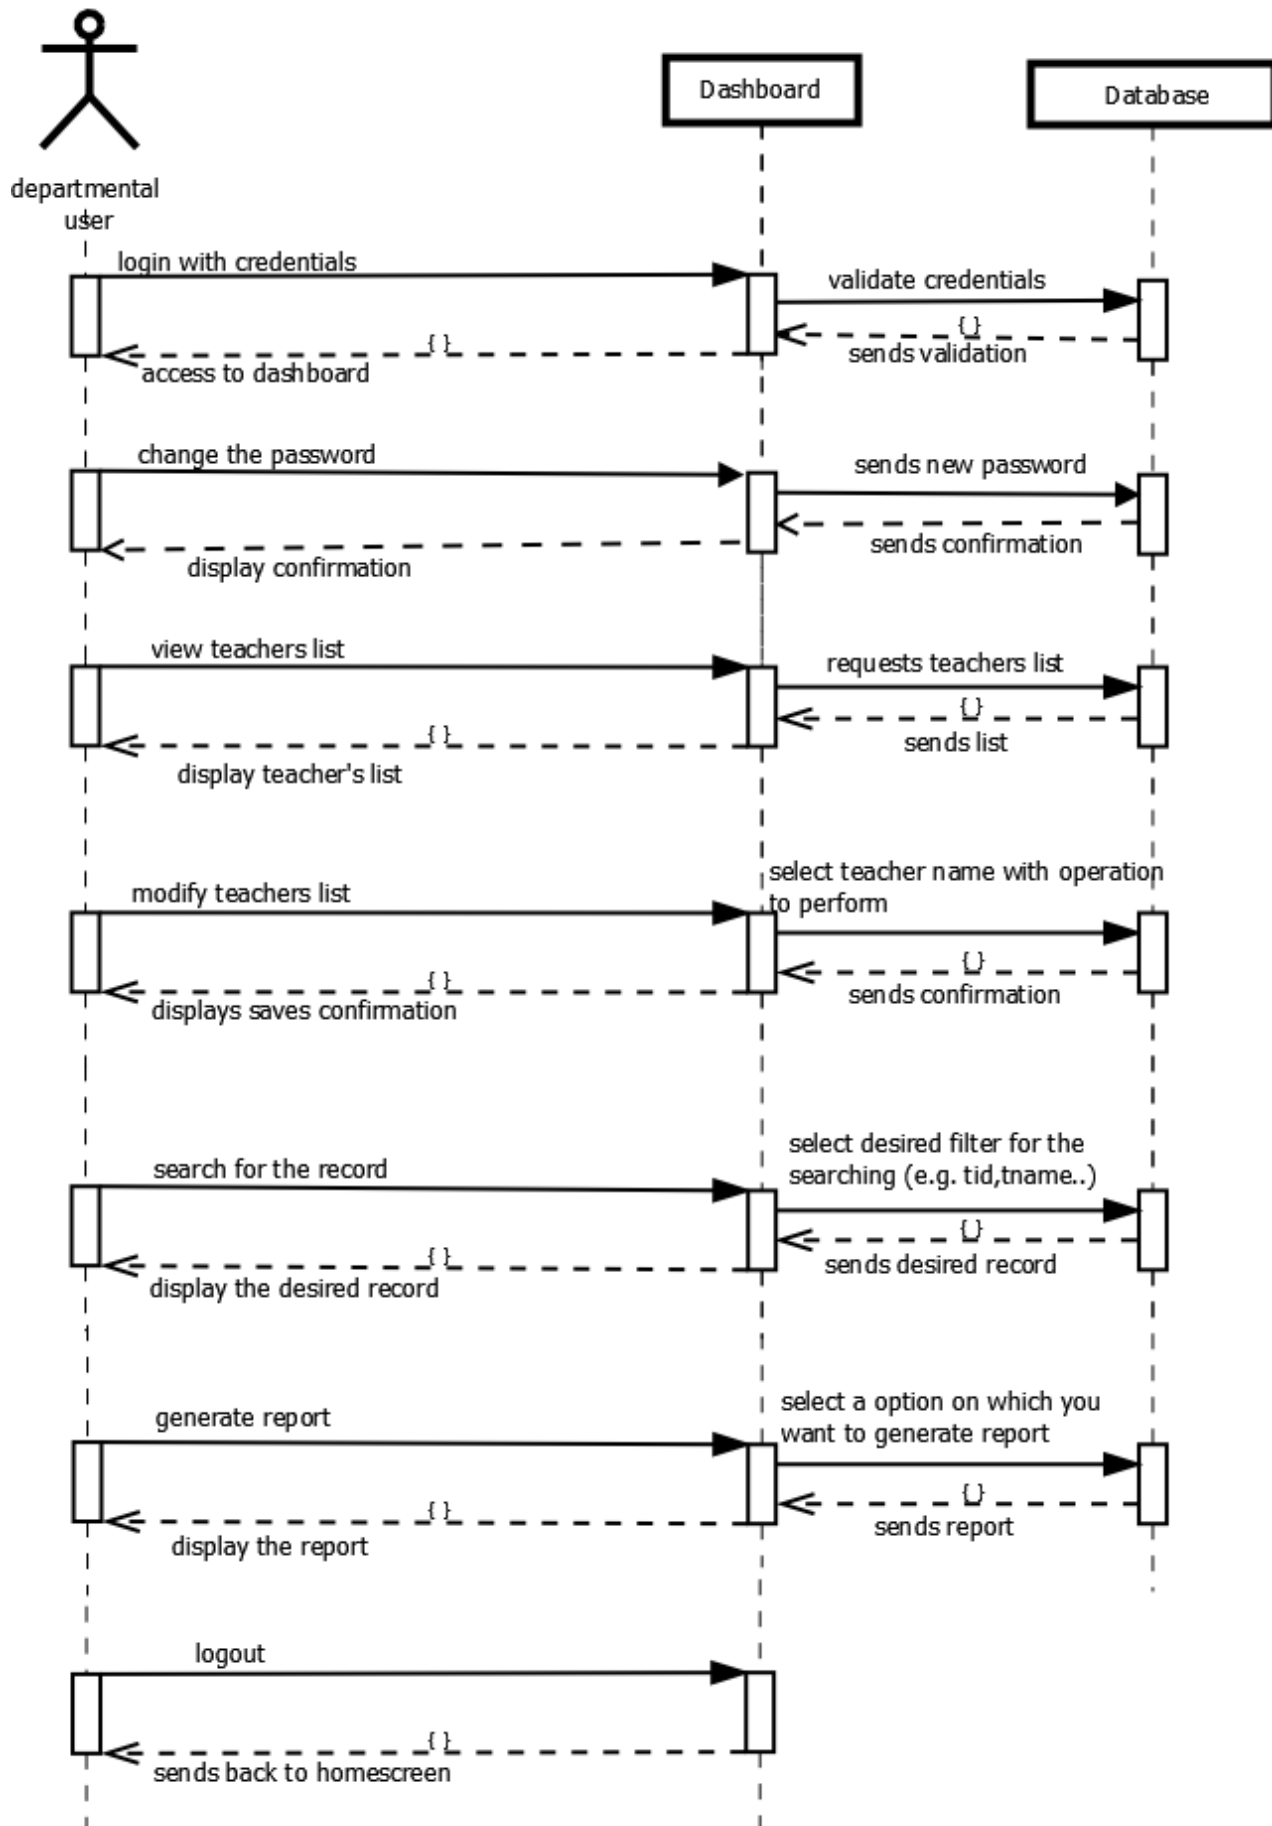 Dashboard
Database
departmental
user
login with credentials
validate credentials
{ }
{ }
sends validation
access to dashboard
change the password
sends new password
sends confirmation
display confirmation
view teachers list
requests teachers list
{ }
sends list
{ }
display teacher's list
select teacher name with operation
to perform
modify teachers list
{ }
sends confirmation
{ }
displays saves confirmation
select desired filter for the
searching (e.g. tid,tname..)
search for the record
{ }
sends desired record
{ }
display the desired record
select a option on which you
want to generate report
generate report
{ }
sends report
{ }
display the report
logout
{ }
sends back to homescreen